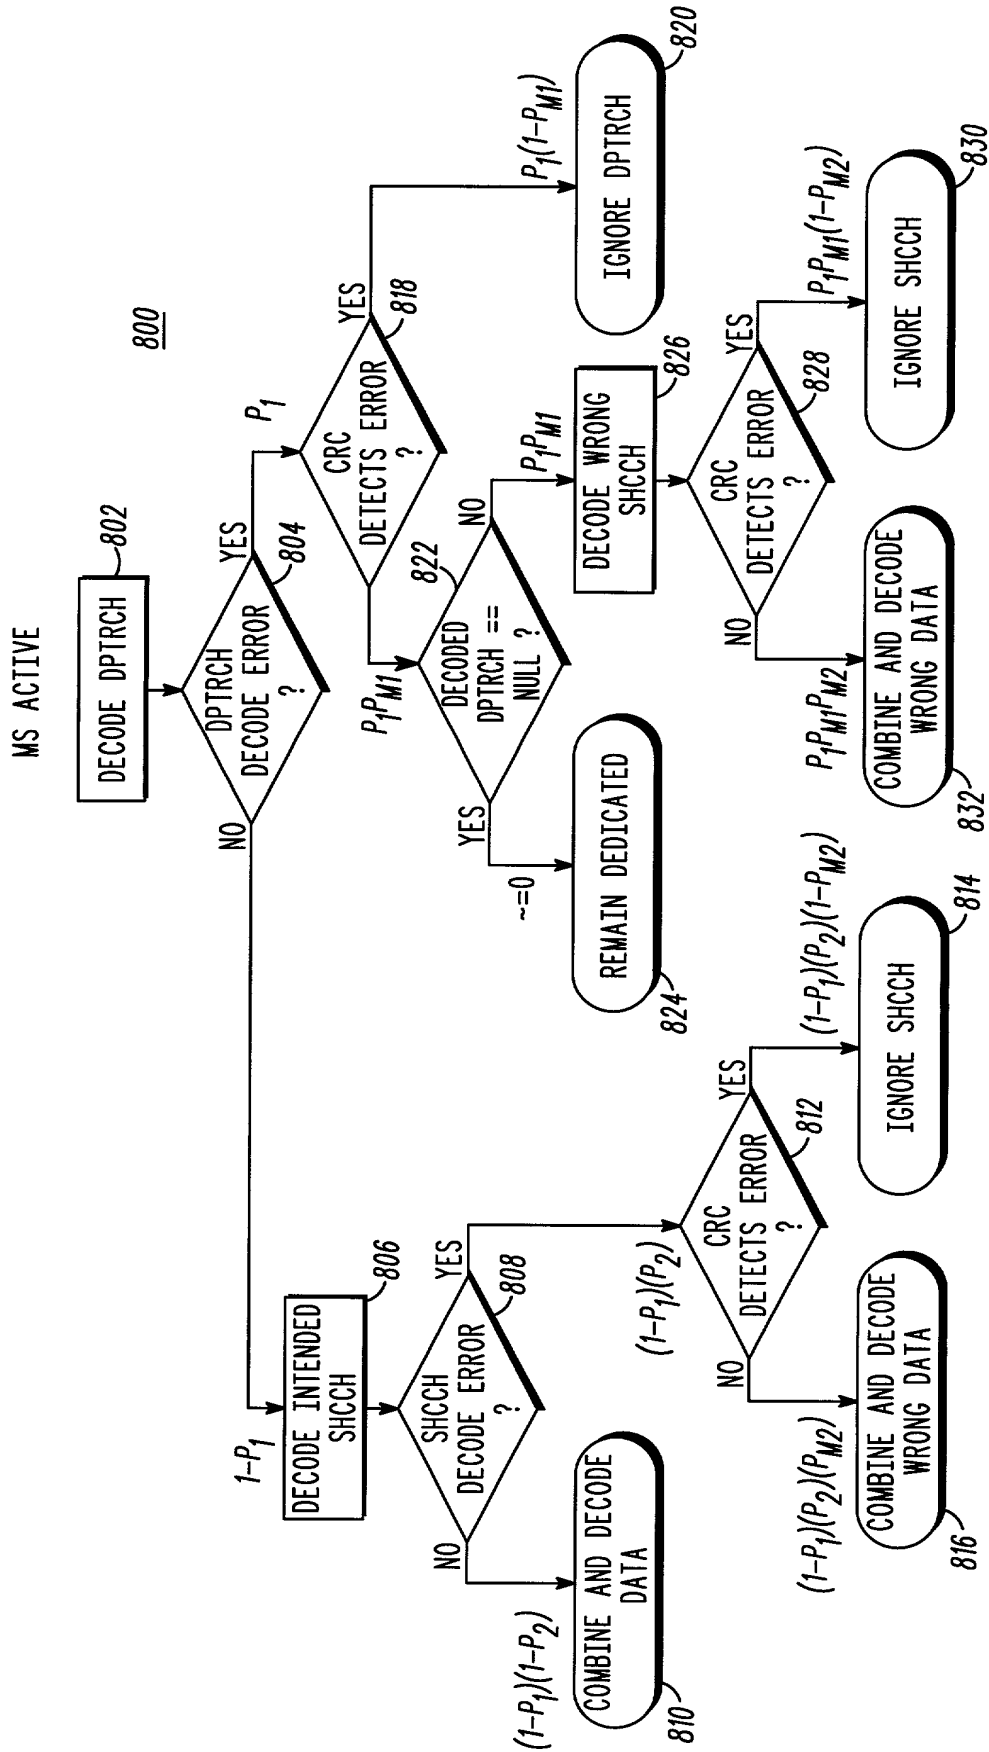 MS ACTIVE
800
DECODE DPTRCH
802
DPTRCH
DECODE ERROR
?
804
NO
YES
1-P1
P1
DECODE INTENDED
SHCCH
806
SHCCH
DECODE ERROR
?
808
NO
YES
(1-P1)(1-P2)
COMBINE AND DECODE
DATA
810
(1-P1)(P2)
CRC
DETECTS ERROR
?
812
NO
YES
(1-P1)(P2)(PM2)
COMBINE AND DECODE
WRONG DATA
816
(1-P1)(P2)(1-PM2)
IGNORE SHCCH
814
CRC
DETECTS ERROR
?
818
YES
P1(1-PM1)
IGNORE DPTRCH
820
P1PM1
DECODED
DPTRCH ==
NULL ?
822
YES
NO
~=0
REMAIN DEDICATED
824
P1PM1
DECODE WRONG
SHCCH
826
CRC
DETECTS ERROR
?
828
NO
YES
P1PM1PM2
COMBINE AND DECODE
WRONG DATA
832
P1PM1(1-PM2)
IGNORE SHCCH
830